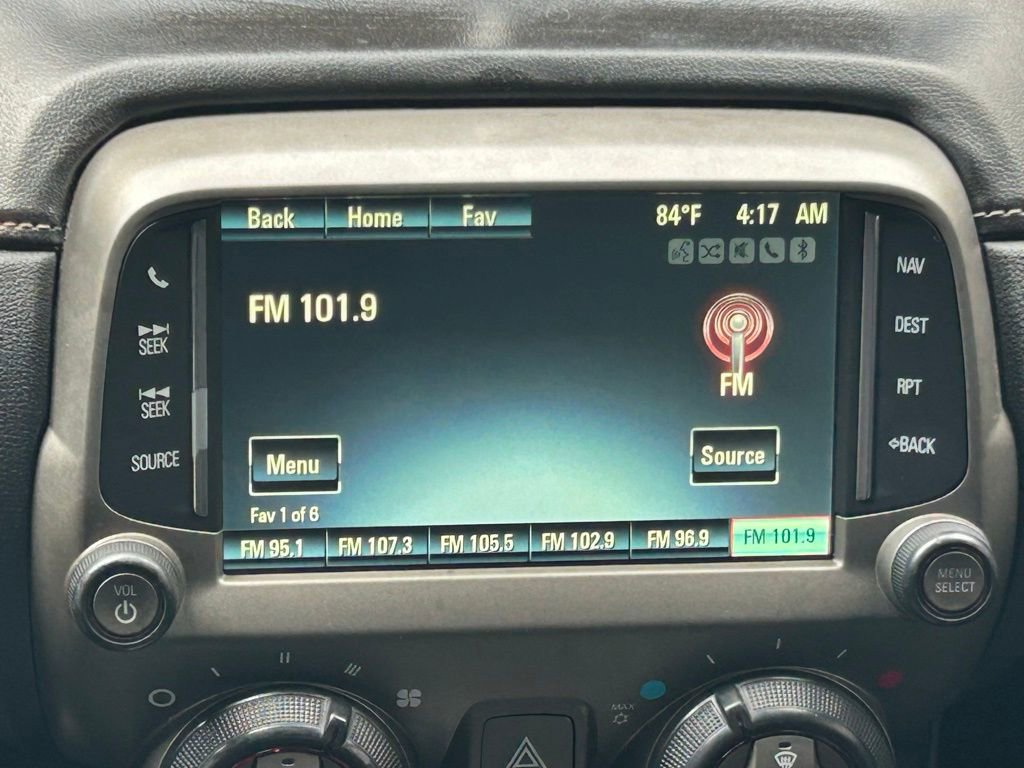 Back Home Fav 84°F 4:17 AM
NAV
FM 101.9
SEEK
DEST
FM
RPT
SEEK
SOURCE
Menu
Source
BACK
Fav 1 of 6
FM 95.1 FM 107.3 FM 105.5 FM 102.9 FM 96.9 FM 101.9
VOL
MENU
SELECT
MAX